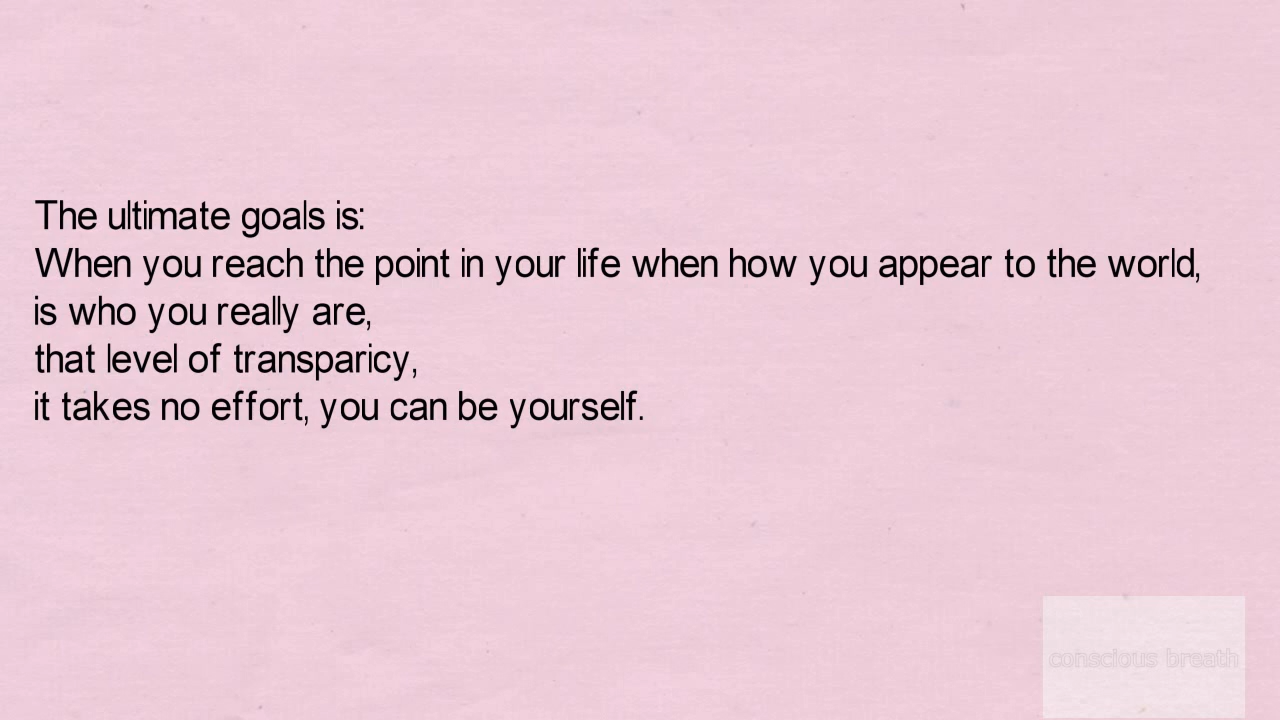 The ultimate goals is:
When you reach the point in your life when how you appear to the world,
is who you really are,
that level of transparicy,
it takes no effort, you can be yourself.
conscious breath